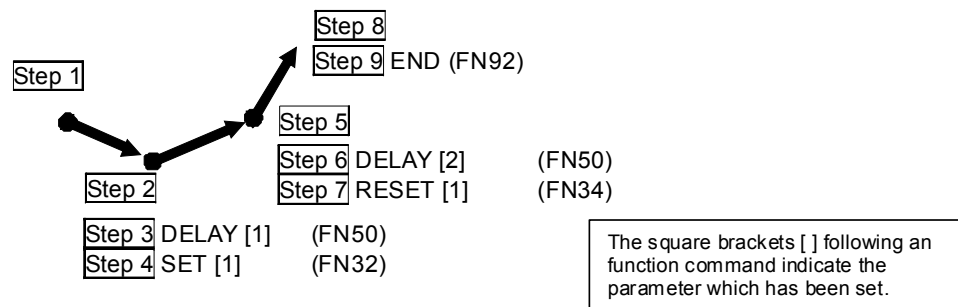 Step 8
Step 9 END (FN92)
Step 1
Step 5
Step 6 DELAY [2] (FN50)
Step 7 RESET [1] (FN34)
Step 2
Step 3 DELAY [1] (FN50)
Step 4 SET [1] (FN32)
The square brackets [ ] following an
function command indicate the
parameter which has been set.